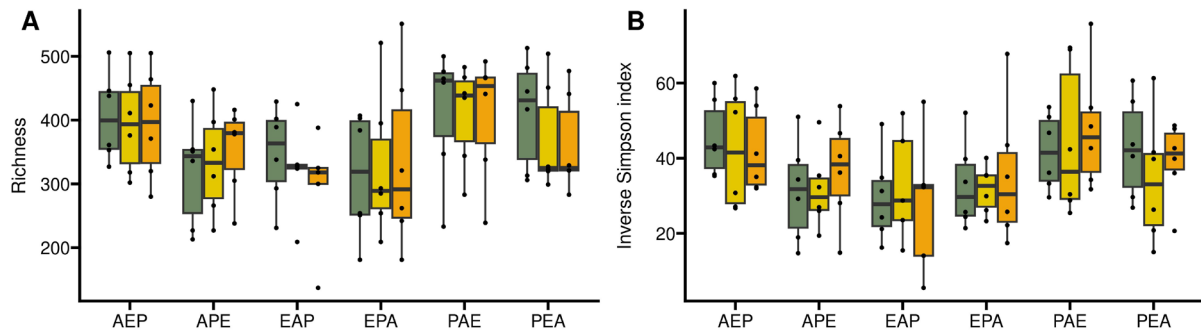 A
Richness
500
400
300
200
AEP
APE
EAP
EPA
PAE
PEA
B
Inverse Simpson index
60
40
20
AEP
APE
EAP
EPA
PAE
PEA